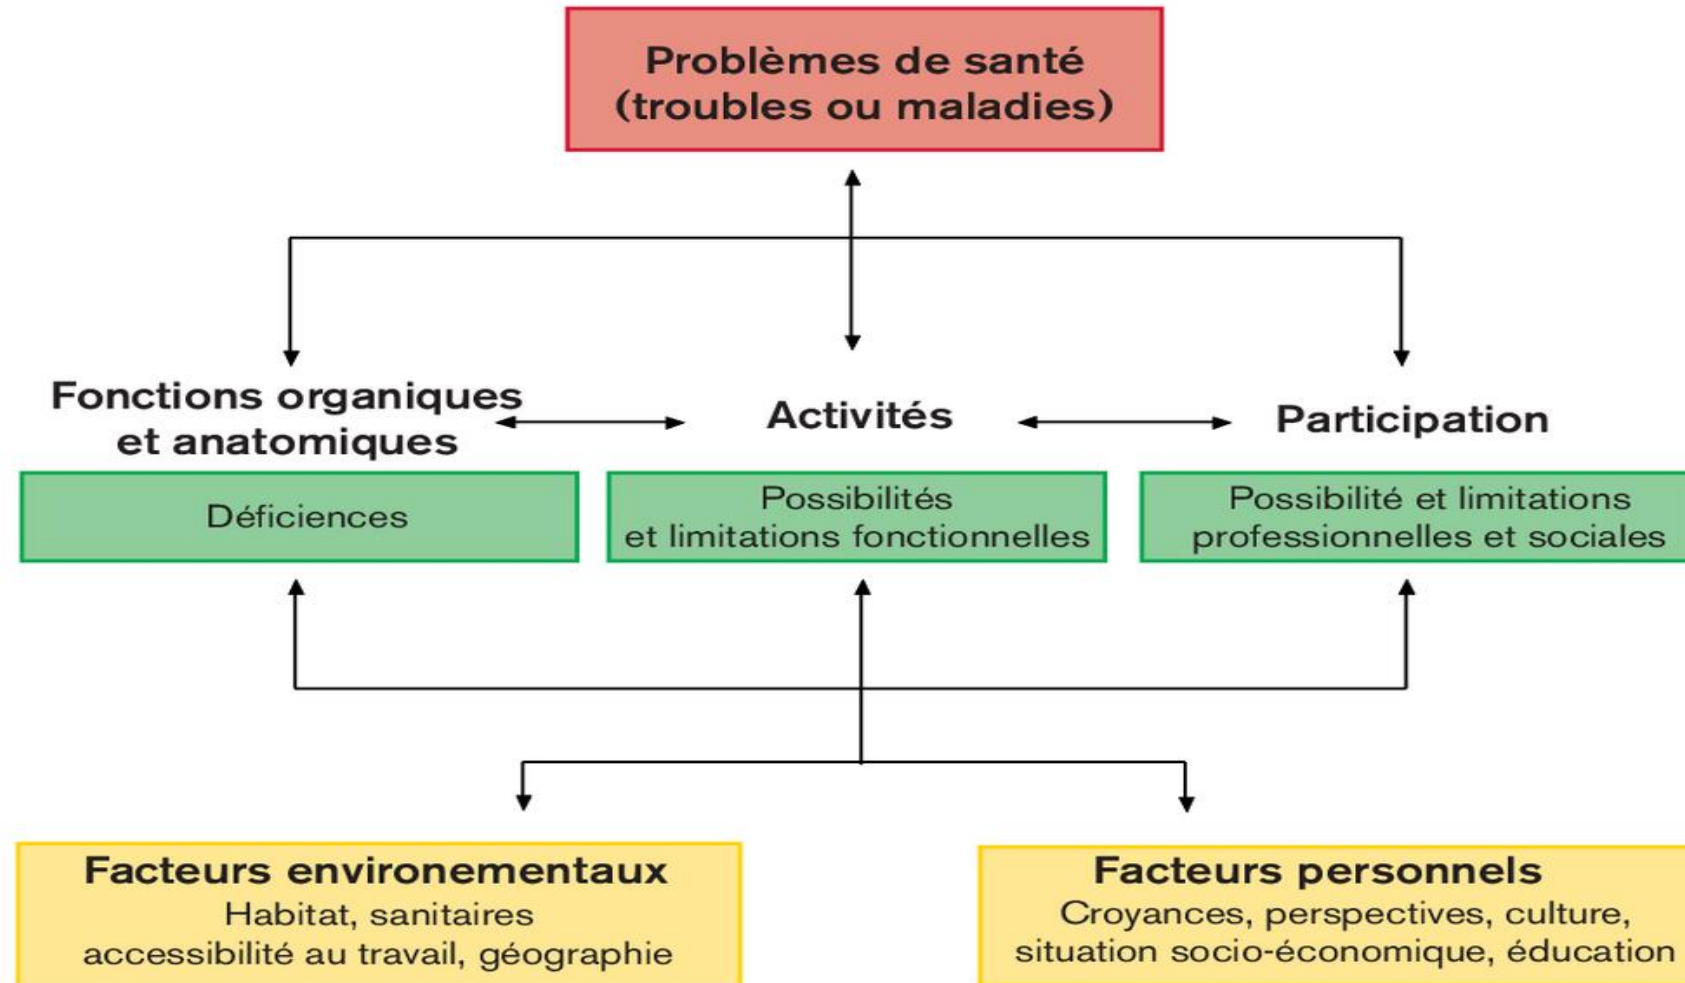 Problèmes de santé
(troubles ou maladies)
Fonctions organiques
et anatomiques
Activités
Participation
Déficiences
Possibilités
et limitations fonctionnelles
Possibilité et limitations
professionnelles et sociales
Facteurs environementaux
Habitat, sanitaires
accessibilité au travail, géographie
Facteurs personnels
Croyances, perspectives, culture,
situation socio-économique, éducation